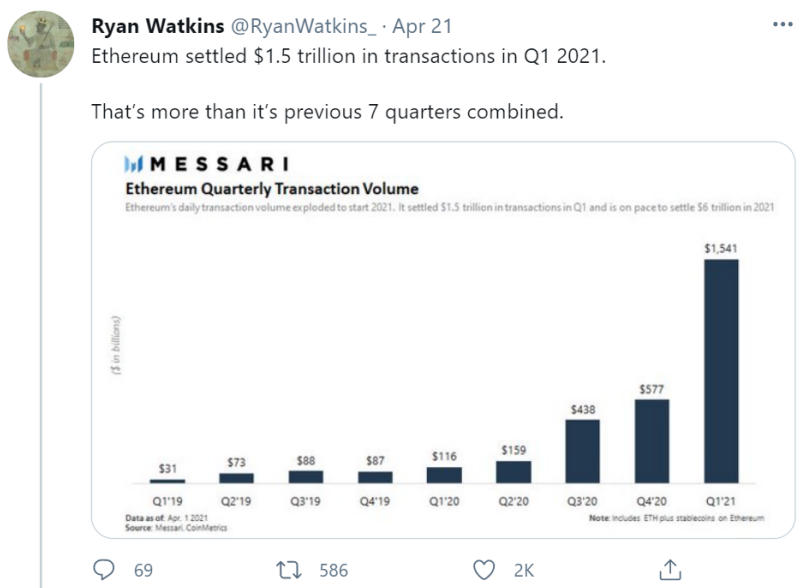 Ryan Watkins @RyanWatkins_ · Apr 21
Ethereum settled $1.5 trillion in transactions in Q1 2021.
That's more than it's previous 7 quarters combined.
MESSARI
Ethereum Quarterly Transaction Volume
Ethereum's daily transaction volume exploded to start 2021. It settled $1.5 trillion in transactions in Q1 and is on pace to settle $6 trillion in 2021
($ in billions)
$31 $73 $88 $87 $116 $159 $438 $577 $1,541
Q1'19 Q2'19 Q3'19 Q4'19 Q1'20 Q2'20 Q3'20 Q4'20 Q1'21
Data as of: Apr. 1 2021
Source: Messari, CoinMetrics
Note: Includes ETH plus stablecoins on Ethereum
69 586 2K